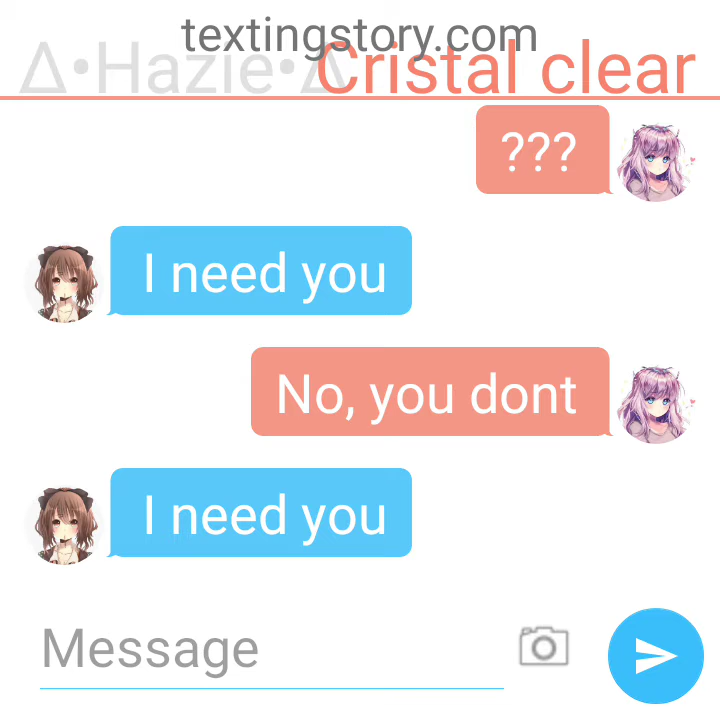 textingstory.com
Δ•Hazie•Δ Cristal clear
???
I need you
No, you dont
I need you
Message